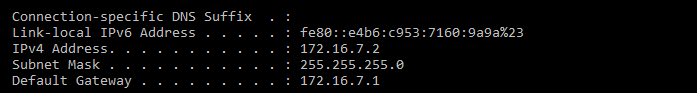 Connection-specific DNS Suffix  . :
Link-local IPv6 Address . . . . . : fe80::e4b6:c953:7160:9a9a%23
IPv4 Address. . . . . . . . . . . : 172.16.7.2
Subnet Mask . . . . . . . . . . . : 255.255.255.0
Default Gateway . . . . . . . . . : 172.16.7.1